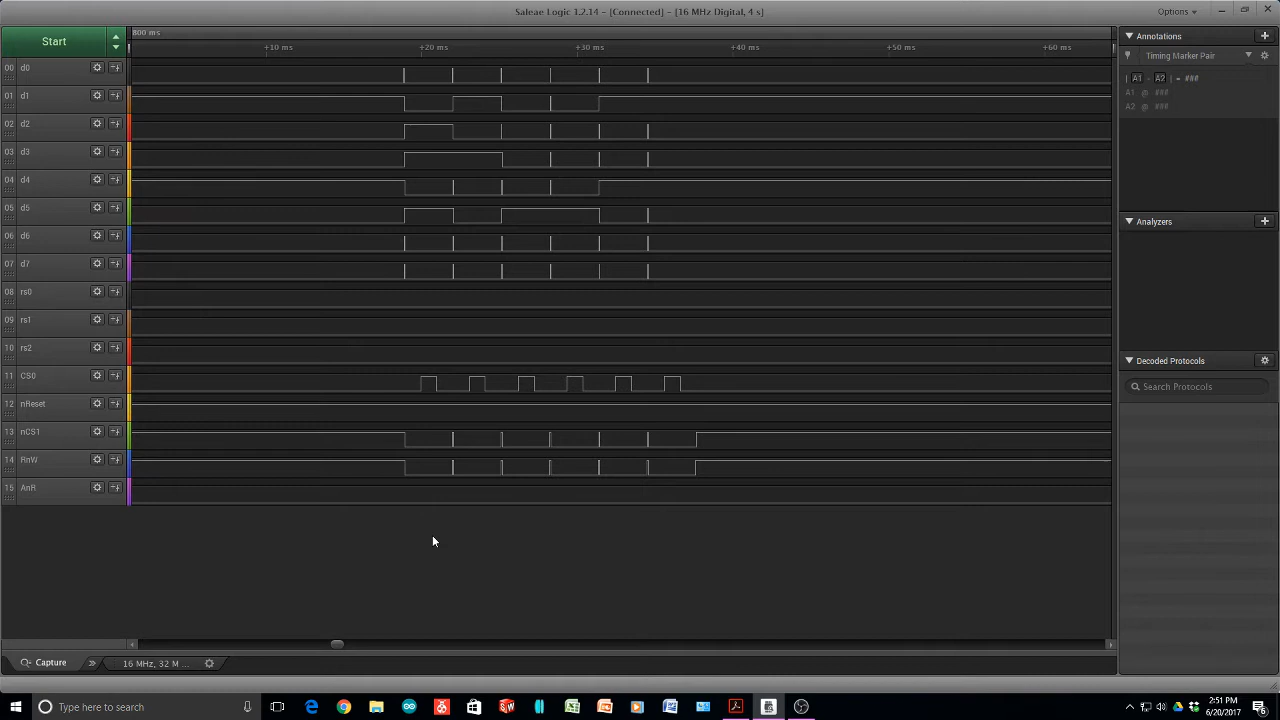 Saleae Logic 1.2.14 - [Connected] - [16 MHz Digital, 4 s]
Options
Start
800 ms
+10 ms +20 ms +30 ms +40 ms +50 ms +60 ms
00 d0
01 d1
02 d2
03 d3
04 d4
05 d5
06 d6
07 d7
08 rs0
09 rs1
10 rs2
11 CS0
12 nReset
13 nCS1
14 RnW
15 AnR
Annotations
Timing Marker Pair
| A1 - A2 | = ###
A1 @ ###
A2 @ ###
Analyzers
Decoded Protocols
Search Protocols
Capture
16 MHz, 32 M ...
Type here to search
2:51 PM
6/20/2017